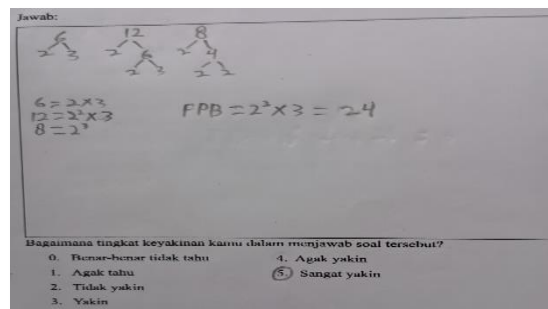 Jawab:
6 12 8
2 3 2 6 2 4
2 3 2 2
6 = 2 x 3
12 = 2² x 3 FPB = 2³ x 3 = 24
8 = 2³
Bagaimana tingkat keyakinan kamu dalam menjawab soal tersebut?
0. Benar-benar tidak tahu 4. Agak yakin
1. Agak tahu 5. Sangat yakin
2. Tidak yakin
3. Yakin